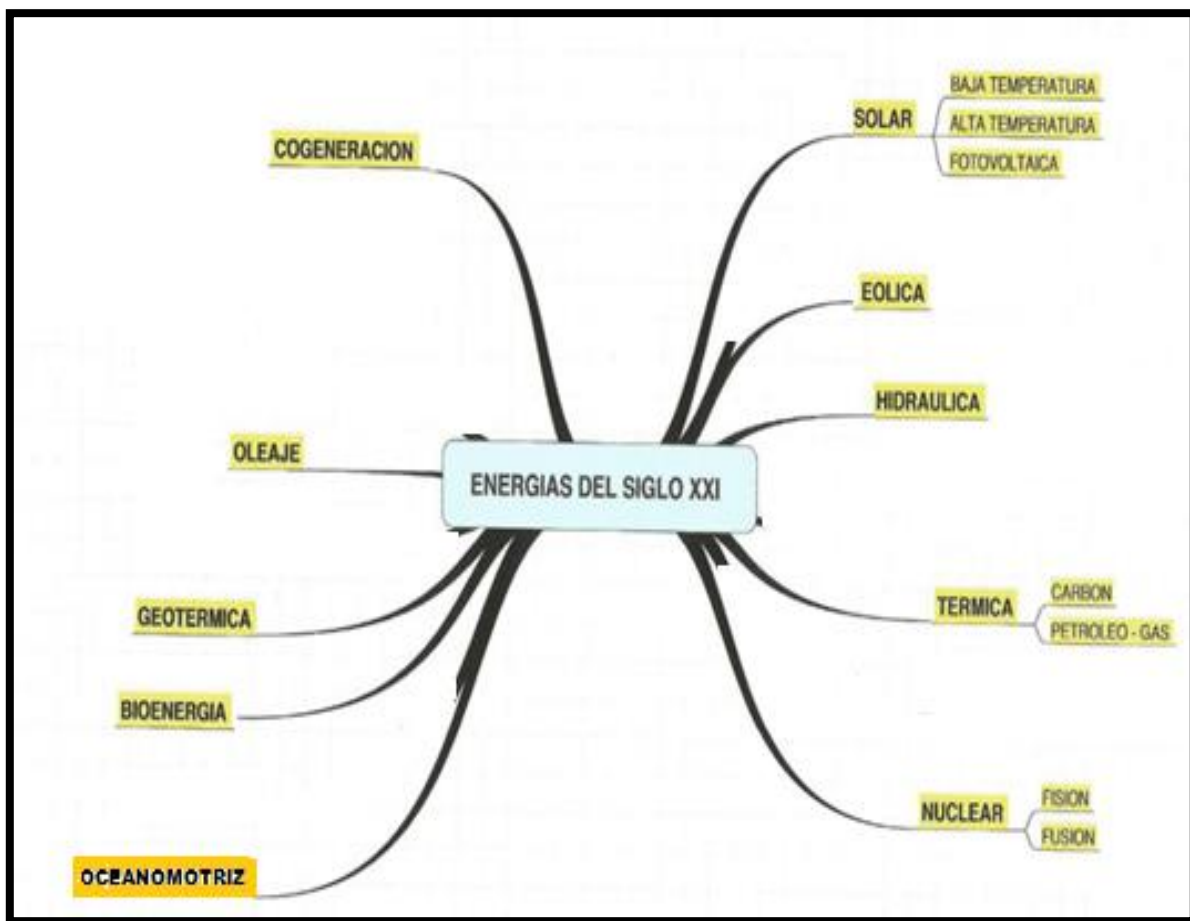 COGENERACION
OLEAJE
GEOTERMICA
BIOENERGIA
OCEANOMOTRIZ
ENERGIAS DEL SIGLO XXI
SOLAR
BAJA TEMPERATURA
ALTA TEMPERATURA
FOTOVOLTAICA
EOLICA
HIDRAULICA
TERMICA
CARBON
PETROLEO - GAS
NUCLEAR
FISION
FUSION